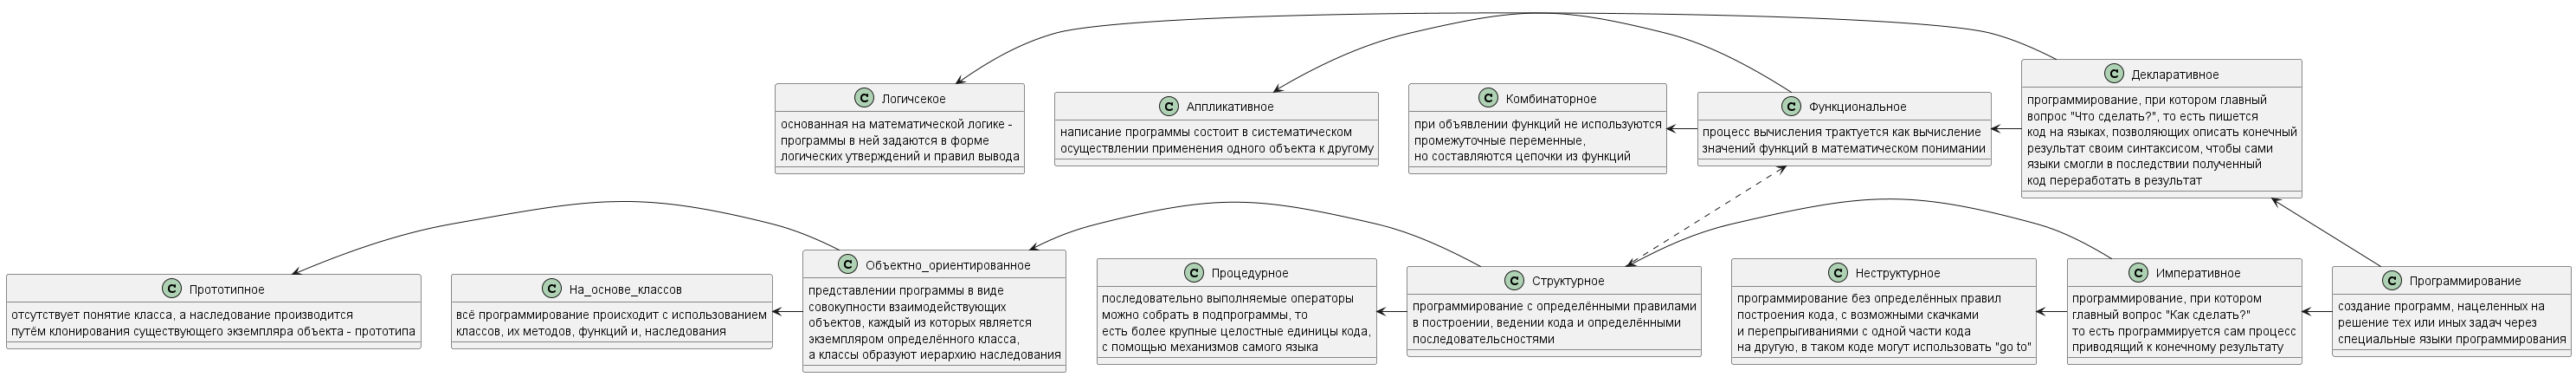 Логичсекое
основанная на математической логике -
программы в ней задаются в форме
логических утверждений и правил вывода
Аппликативное
написание программы состоит в систематическом
осуществлении применения одного объекта к другому
Комбинаторное
при объявлении функций не используются
промежуточные переменные,
но составляются цепочки из функций
Функциональное
процесс вычисления трактуется как вычисление
значений функций в математическом понимании
Декларативное
программирование, при котором главный
вопрос "Что сделать?", то есть пишется
код на языках, позволяющих описать конечный
результат своим синтаксисом, чтобы сами
языки смогли в последствии полученный
код переработать в результат
Прототипное
отсутствует понятие класса, а наследование производится
путём клонирования существующего экземпляра объекта - прототипа
На_основе_классов
всё программирование происходит с использованием
классов, их методов, функций и, наследования
Объектно_ориентированное
представлении программы в виде
совокупности взаимодействующих
объектов, каждый из которых является
экземпляром определённого класса,
а классы образуют иерархию наследования
Процедурное
последовательно выполняемые операторы
можно собрать в подпрограммы, то
есть более крупные целостные единицы кода,
с помощью механизмов самого языка
Структурное
программирование с определёнными правилами
в построении, ведении кода и определёнными
последовательсностями
Неструктурное
программирование без определённых правил
построения кода, с возможными скачками
и перепрыгиваниями с одной части кода
на другую, в таком коде могут использовать "go to"
Императивное
программирование, при котором
главный вопрос "Как сделать?"
то есть программируется сам процесс
приводящий к конечному результату
Программирование
создание программ, нацеленных на
решение тех или иных задач через
специальные языки программирования